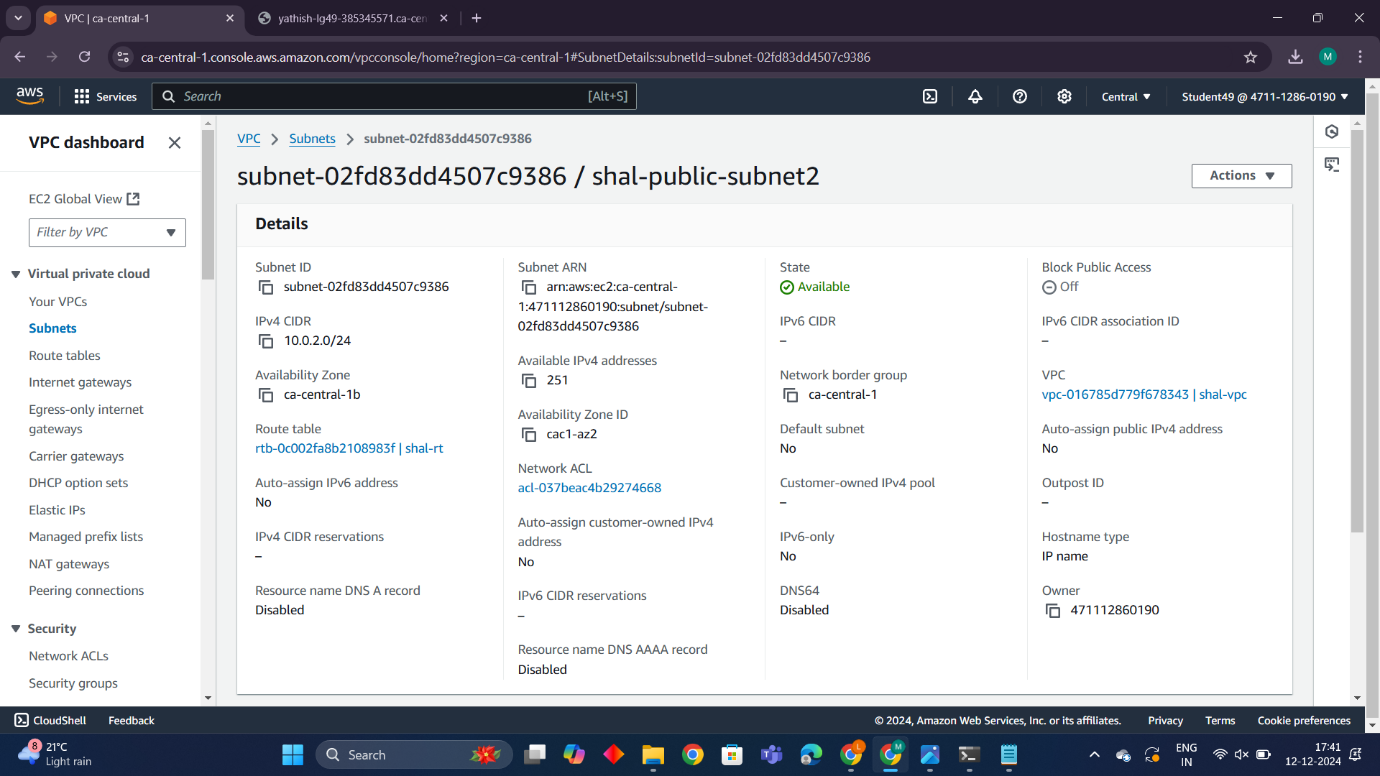 VPC | ca-central-1
yathish-lg49-385345571.ca-cen
ca-central-1.console.aws.amazon.com/vpcconsole/home?region=ca-central-1#SubnetDetails:subnetId=subnet-02fd83dd4507c9386
M
aws
Services
Search
[Alt+S]
Central
Student49 @ 4711-1286-0190
VPC dashboard
EC2 Global View
Filter by VPC
Virtual private cloud
Your VPCs
Subnets
Route tables
Internet gateways
Egress-only internet
gateways
Carrier gateways
DHCP option sets
Elastic IPs
Managed prefix lists
NAT gateways
Peering connections
Security
Network ACLs
Security groups
VPC
Subnets
subnet-02fd83dd4507c9386
subnet-02fd83dd4507c9386 / shal-public-subnet2
Actions
Details
Subnet ID
subnet-02fd83dd4507c9386
IPv4 CIDR
10.0.2.0/24
Availability Zone
ca-central-1b
Route table
rtb-0c002fa8b2108983f | shal-rt
Auto-assign IPv6 address
No
IPv4 CIDR reservations
–
Resource name DNS A record
Disabled
Subnet ARN
arn:aws:ec2:ca-central-
1:471112860190:subnet/subnet-
02fd83dd4507c9386
Available IPv4 addresses
251
Availability Zone ID
cac1-az2
Network ACL
acl-037beac4b29274668
Auto-assign customer-owned IPv4
address
No
IPv6 CIDR reservations
–
Resource name DNS AAAA record
Disabled
State
Available
IPv6 CIDR
–
Network border group
ca-central-1
Default subnet
No
Customer-owned IPv4 pool
–
IPv6-only
No
DNS64
Disabled
Block Public Access
Off
IPv6 CIDR association ID
–
VPC
vpc-016785d779f678343 | shal-vpc
Auto-assign public IPv4 address
No
Outpost ID
–
Hostname type
IP name
Owner
471112860190
CloudShell
Feedback
© 2024, Amazon Web Services, Inc. or its affiliates.
Privacy
Terms
Cookie preferences
8
21°C
Light rain
Search
L
M
ENG
IN
17:41
12-12-2024